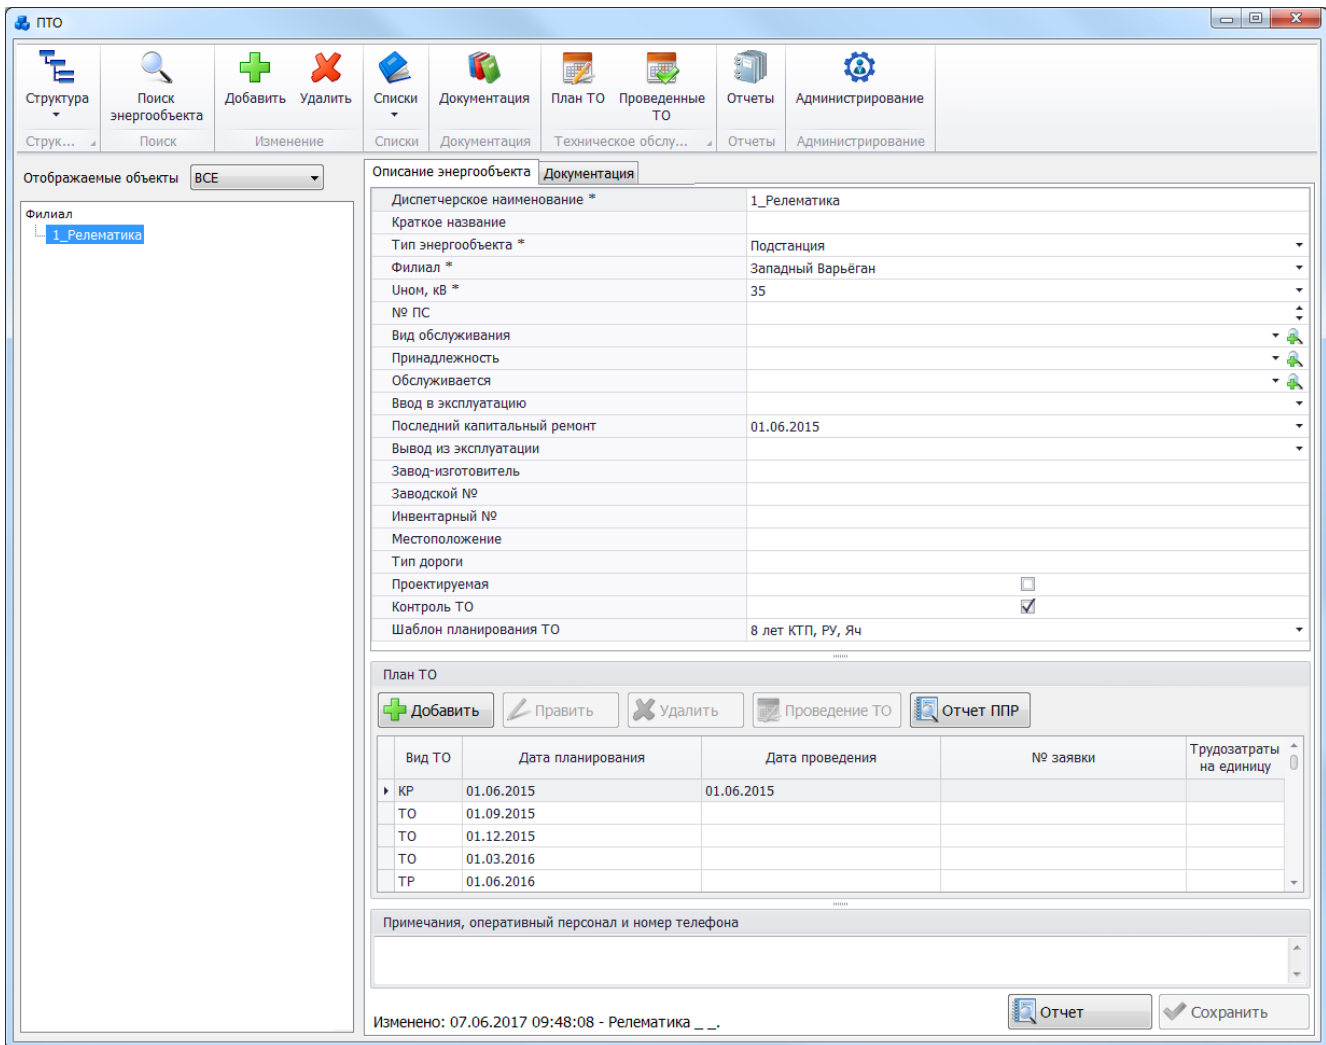 ПТО
Структура
Поиск
энергообъекта
Добавить
Удалить
Списки
Документация
План ТО
Проведенные
ТО
Отчеты
Администрирование
Струк...
Поиск
Изменение
Списки
Документация
Техническое обслу...
Отчеты
Администрирование
Отображаемые объекты ВСЕ
Филиал
1_Релематика
Описание энергообъекта Документация
Диспетчерское наименование * 1_Релематика
Краткое название
Тип энергообъекта * Подстанция
Филиал * Западный Варьёган
Uном, кВ * 35
№ ПС
Вид обслуживания
Принадлежность
Обслуживается
Ввод в эксплуатацию
Последний капитальный ремонт 01.06.2015
Вывод из эксплуатации
Завод-изготовитель
Заводской №
Инвентарный №
Местоположение
Тип дороги
Проектируемая
Контроль ТО
Шаблон планирования ТО 8 лет КТП, РУ, Яч
План ТО
Добавить Править Удалить Проведение ТО Отчет ППР
Вид ТО Дата планирования Дата проведения № заявки Трудозатраты
на единицу
КР 01.06.2015 01.06.2015
ТО 01.09.2015
ТО 01.12.2015
ТО 01.03.2016
ТР 01.06.2016
Примечания, оперативный персонал и номер телефона
Изменено: 07.06.2017 09:48:08 - Релематика _ _.
Отчет Сохранить